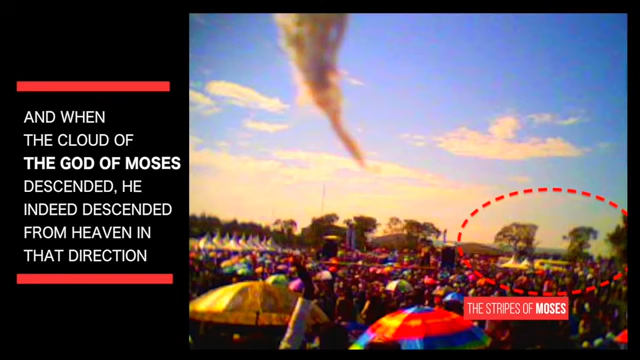 AND WHEN
THE CLOUD OF
THE GOD OF MOSES
DESCENDED, HE
INDEED DESCENDED
FROM HEAVEN IN
THAT DIRECTION
THE STRIPES OF MOSES